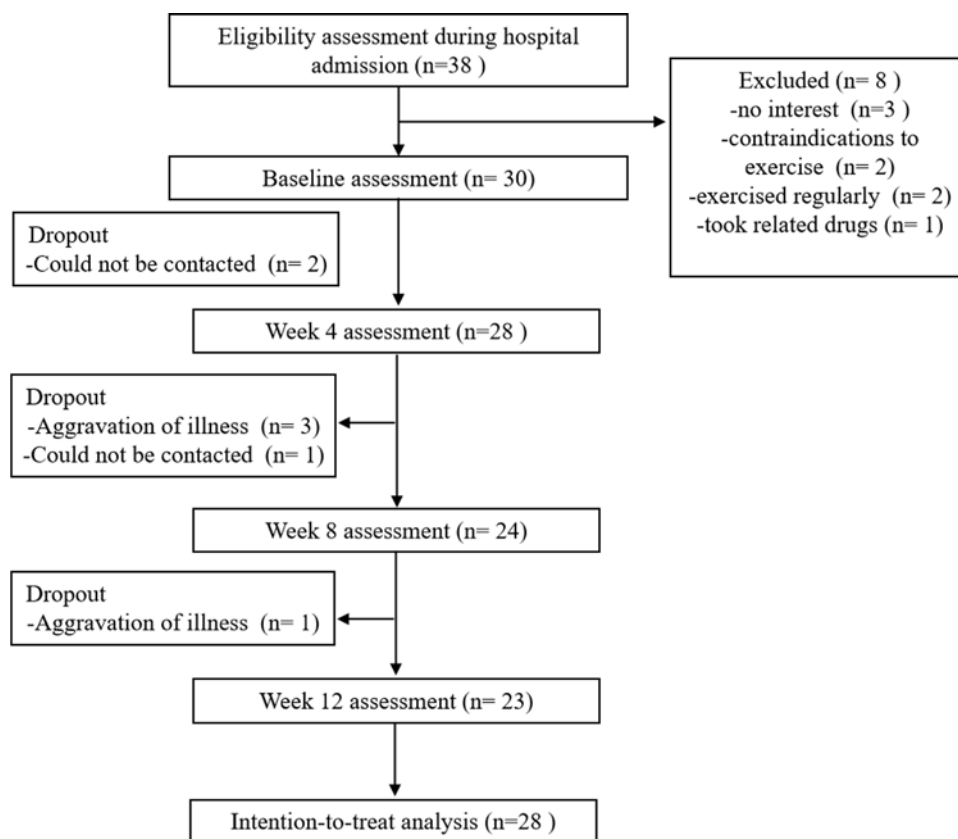 Eligibility assessment during hospital
admission (n=38 )
Excluded (n= 8 )
-no interest  (n=3 )
-contraindications to
exercise (n= 2)
-exercised regularly (n= 2)
-took related drugs (n= 1)
Baseline assessment (n= 30)
Dropout
-Could not be contacted  (n= 2)
Week 4 assessment (n=28 )
Dropout
-Aggravation of illness  (n= 3)
-Could not be contacted  (n= 1)
Week 8 assessment (n= 24)
Dropout
-Aggravation of illness  (n= 1)
Week 12 assessment (n= 23)
Intention-to-treat analysis (n=28 )